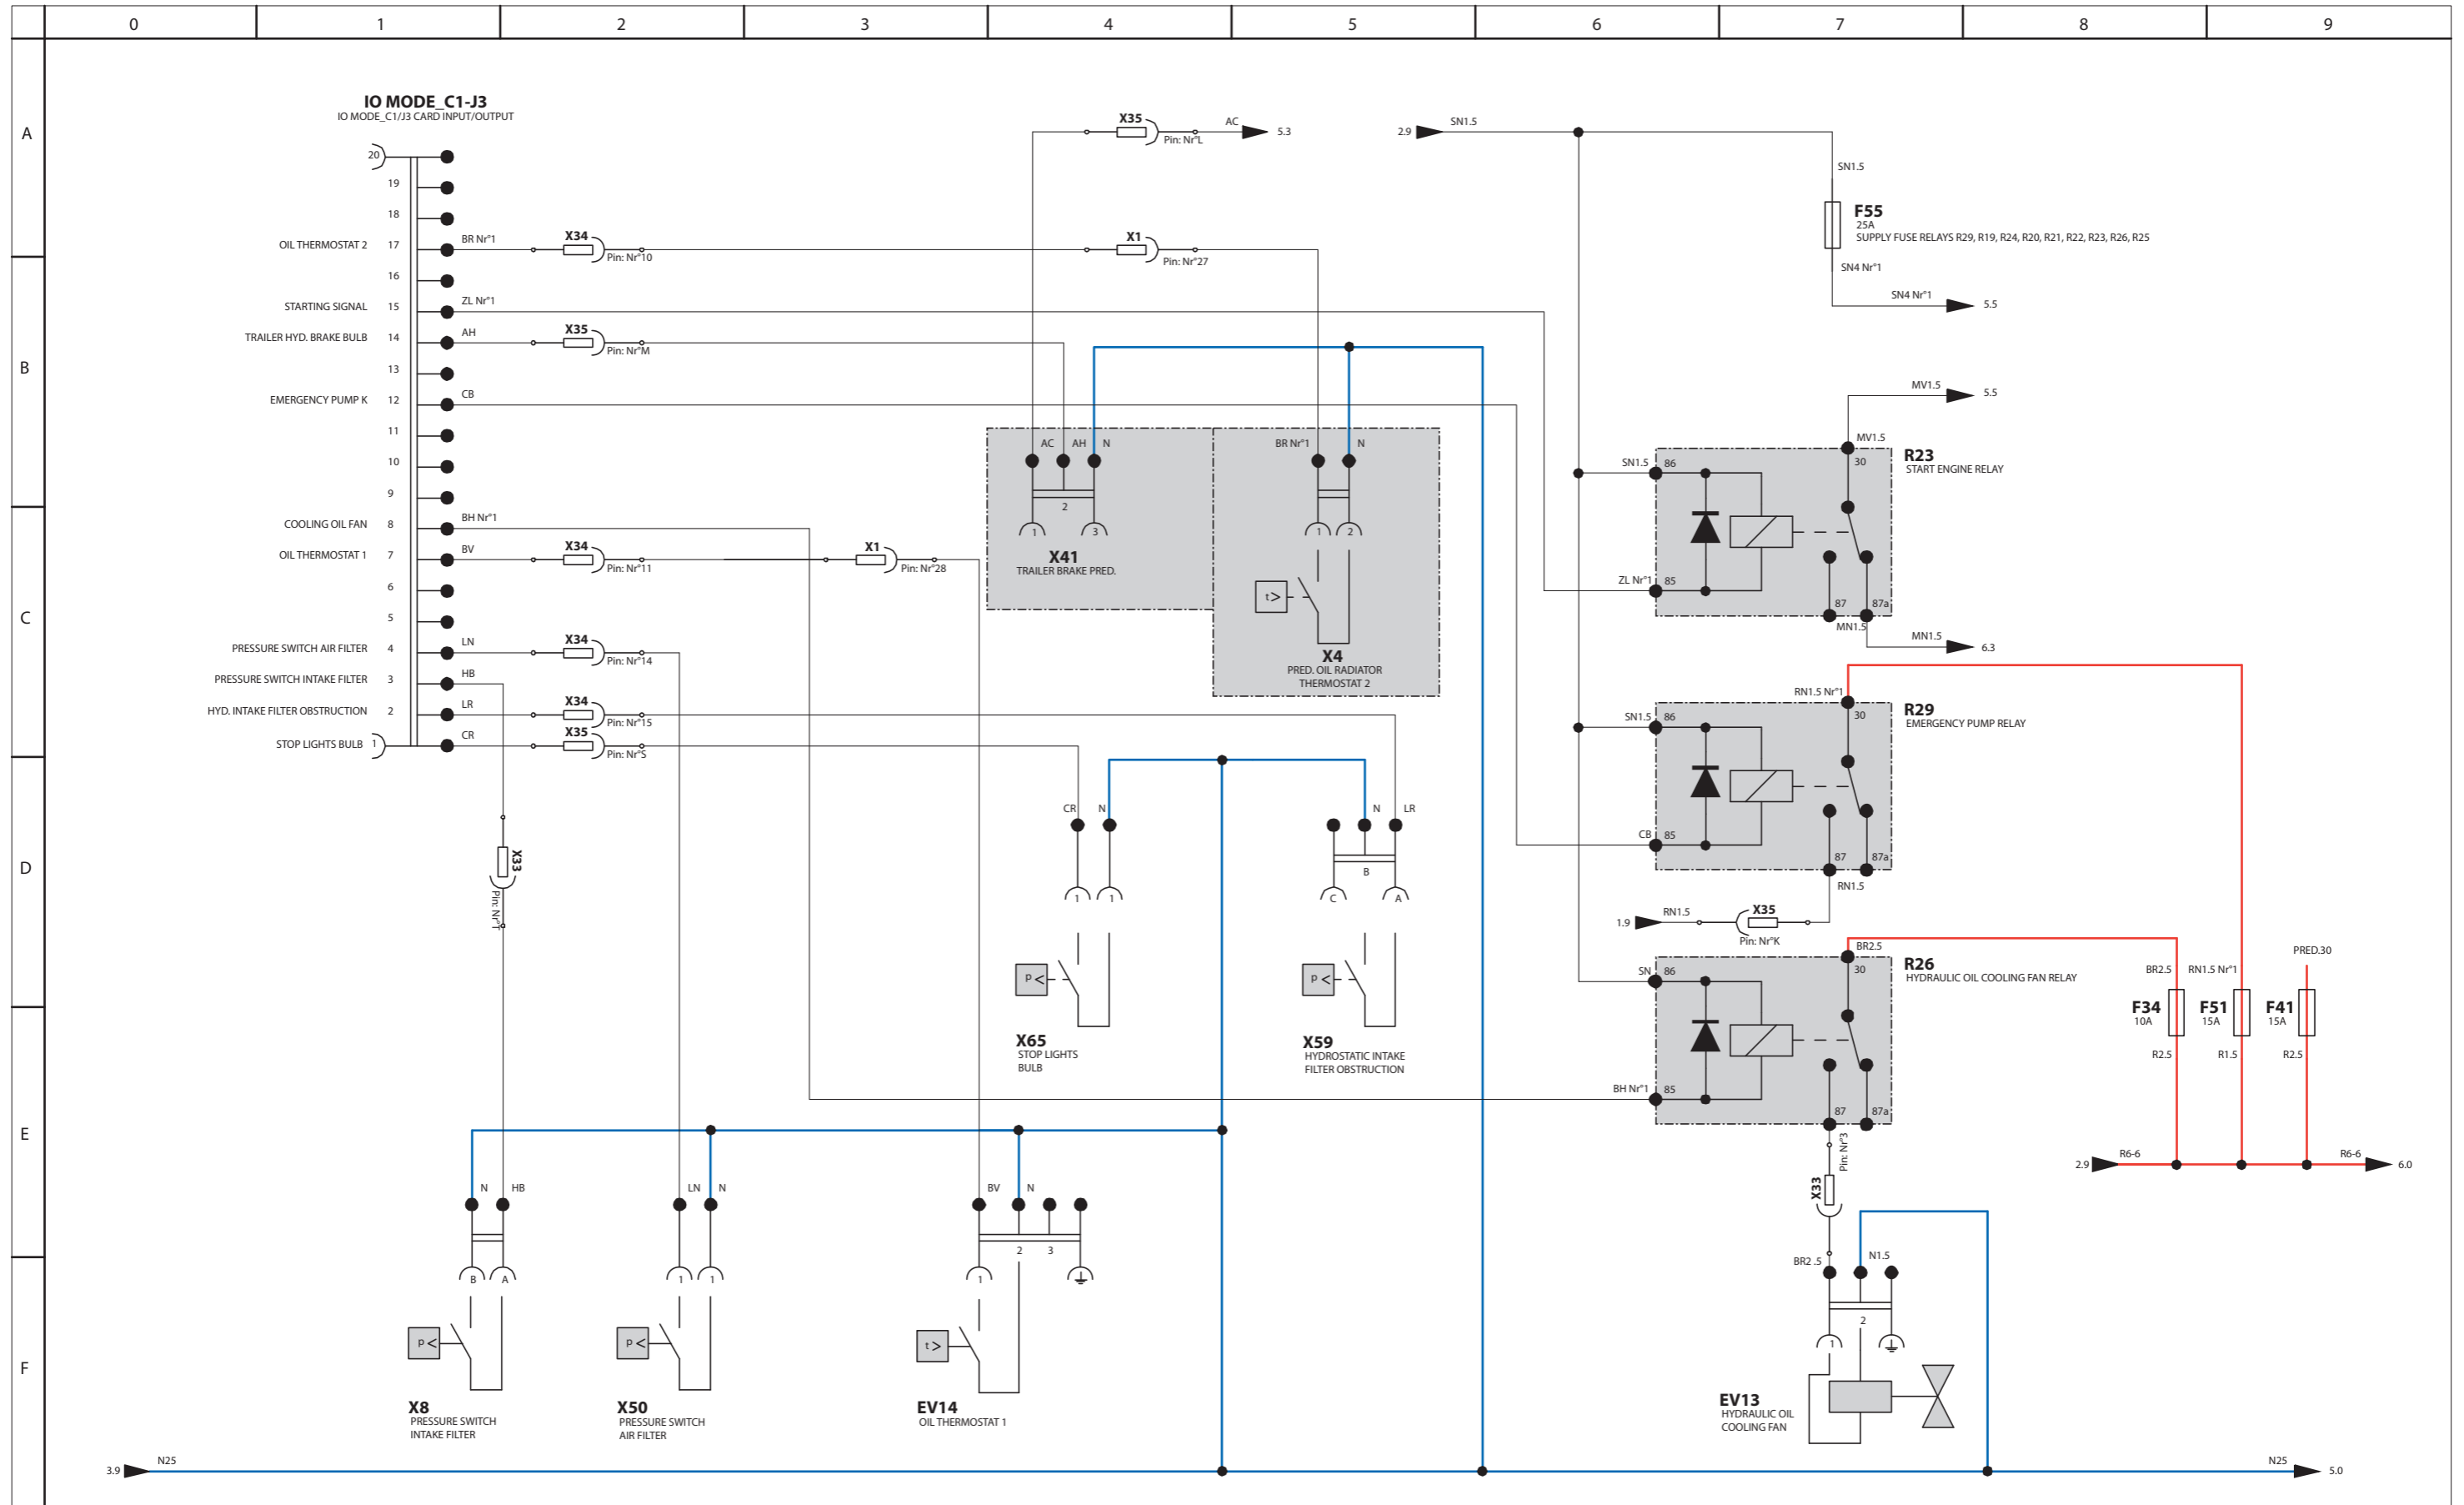 0 1 2 3 4 5 6 7 8 9
A
B
C
D
E
F
IO MODE_C1-J3
IO MODE_C1/J3 CARD INPUT/OUTPUT
20
19
18
OIL THERMOSTAT 2 17 BR Nr°1
16
STARTING SIGNAL 15 ZL Nr°1
TRAILER HYD. BRAKE BULB 14 AH
13
EMERGENCY PUMP K 12 CB
11
10
9
COOLING OIL FAN 8 BH Nr°1
OIL THERMOSTAT 1 7 BV
6
5
PRESSURE SWITCH AIR FILTER 4 LN
PRESSURE SWITCH INTAKE FILTER 3 HB
HYD. INTAKE FILTER OBSTRUCTION 2 LR
STOP LIGHTS BULB 1 CR
X34
Pin: Nr°10
X35
Pin: Nr°M
X34
Pin: Nr°11
X34
Pin: Nr°14
X34
Pin: Nr°15
X35
Pin: Nr°S
X33
Pin: Nr°T
X1
Pin: Nr°28
X35 AC 5.3
Pin: Nr°L
X1
Pin: Nr°27
2.9 SN1.5
SN1.5
F55
25A
SUPPLY FUSE RELAYS R29, R19, R24, R20, R21, R22, R23, R26, R25
SN4 Nr°1
SN4 Nr°1 5.5
AC AH N
2
1 3
X41
TRAILER BRAKE PRED.
BR Nr°1 N
1 2
t>
X4
PRED. OIL RADIATOR
THERMOSTAT 2
MV1.5 5.5
MV1.5
SN1.5 86 30
R23
START ENGINE RELAY
ZL Nr°1 85
87 87a
MN1.5
MN1.5 6.3
RN1.5 Nr°1
SN1.5 86 30
R29
EMERGENCY PUMP RELAY
CB 85
87 87a
RN1.5
1.9 RN1.5 X35
Pin: Nr°K
BR2.5
SN 86 30
R26
HYDRAULIC OIL COOLING FAN RELAY
BH Nr°1 85
87 87a
Pin: Nr°3
X33
PRED.30
BR2.5 RN1.5 Nr°1
F34
10A
F51
15A
F41
15A
R2.5 R1.5 R2.5
2.9 R6-6 R6-6 6.0
CR N
1 1
p<
X65
STOP LIGHTS
BULB
N LR
B
C A
p<
X59
HYDROSTATIC INTAKE
FILTER OBSTRUCTION
N HB
B A
p<
X8
PRESSURE SWITCH
INTAKE FILTER
LN N
1 1
p<
X50
PRESSURE SWITCH
AIR FILTER
BV N
2 3
1
t>
EV14
OIL THERMOSTAT 1
BR2 .5 N1.5
2
1
EV13
HYDRAULIC OIL
COOLING FAN
3.9 N25 N25 5.0